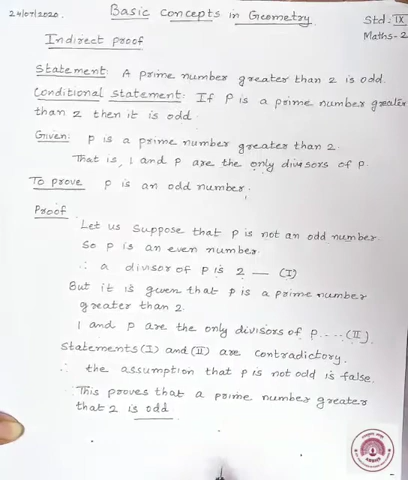 24/07/2020.
Basic Concepts in Geometry.
Std - IX
Maths - 2
Indirect proof
Statement: A prime number greater than 2 is odd.
Conditional statement: If P is a prime number greater
than 2 then it is odd.
Given: p is a prime number greater than 2.
That is, 1 and p are the only divisors of p.
To prove p is an odd number.
Proof
Let us suppose that p is not an odd number.
So p is an even number.
∴ a divisor of p is 2 — (I)
But it is given that p is a prime number
greater than 2.
1 and p are the only divisors of p .... (II)
Statements (I) and (II) are contradictory.
∴ the assumption that p is not odd is false.
This proves that a prime number greater
that 2 is odd